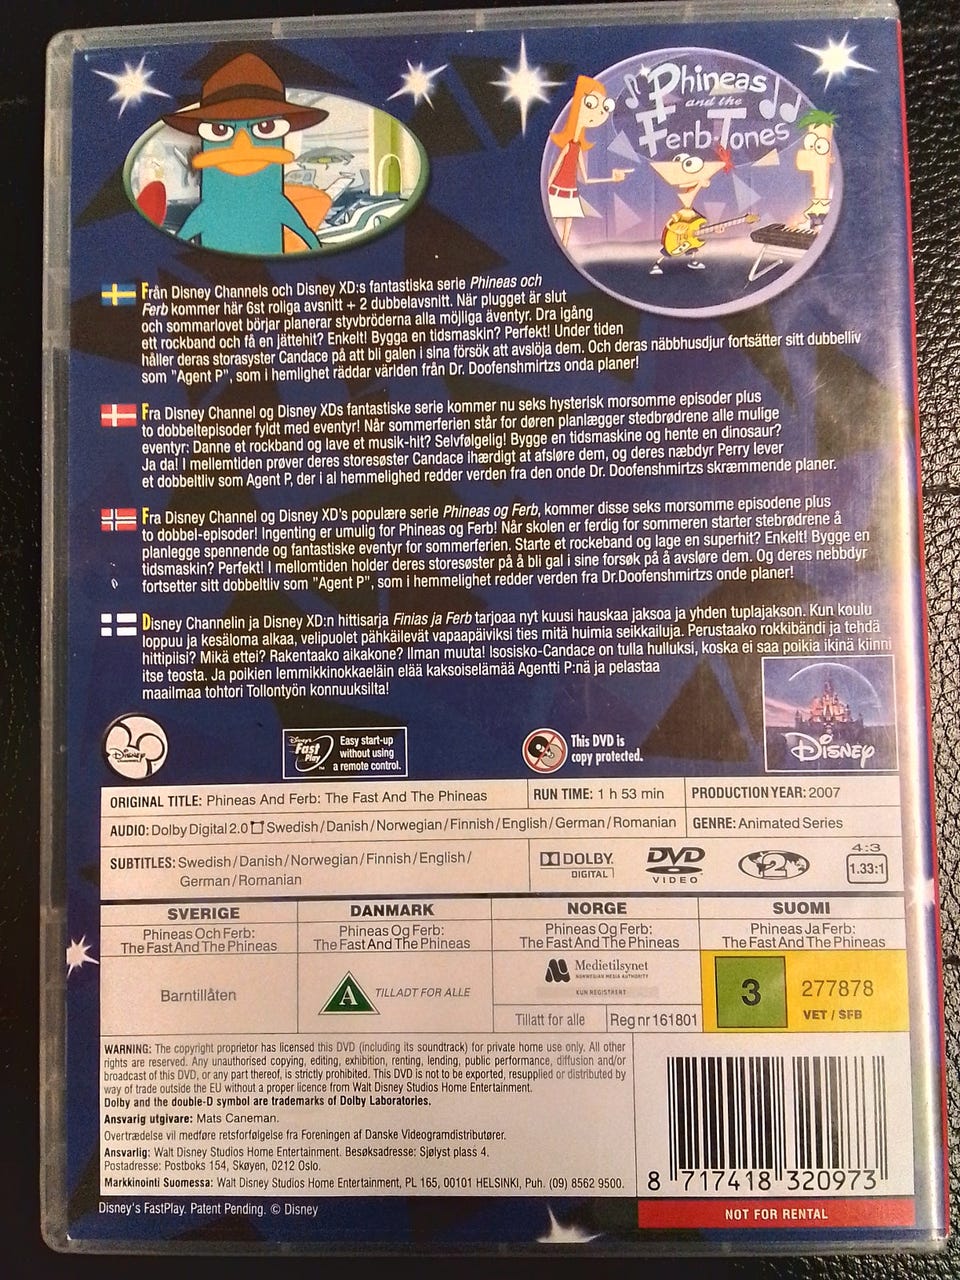 Phineas
and the
Ferb-Tones
Från Disney Channels och Disney XD:s fantastiska serie Phineas och
Ferb kommer här 6st roliga avsnitt + 2 dubbelavsnitt. När plugget är slut
och sommarlovet börjar planerar styvbröderna alla möjliga äventyr. Dra igång
ett rockband och få en jättehit? Enkelt! Bygga en tidsmaskin? Perfekt! Under tiden
håller deras storasyster Candace på att bli galen i sina försök att avslöja dem. Och deras näbbhusdjur fortsätter sitt dubbelliv
som "Agent P", som i hemlighet räddar världen från Dr. Doofenshmirtzs onda planer!
Fra Disney Channel og Disney XDs fantastiske serie kommer nu seks hysterisk morsomme episoder plus
to dobbeltepisoder fyldt med eventyr! Når sommerferien står for døren planlægger stedbrødrene alle mulige
eventyr: Danne et rockband og lave et musik-hit? Selvfølgelig! Bygge en tidsmaskine og hente en dinosaur?
Ja da! I mellemtiden prøver deres storesøster Candace ihærdigt at afsløre dem, og deres næbdyr Perry lever
et dobbeltliv som Agent P, der i al hemmelighed redder verden fra den onde Dr. Doofenshmirtzs skræmmende planer.
Fra Disney Channel og Disney XD's populære serie Phineas og Ferb, kommer disse seks morsomme episodene plus
to dobbel-episoder! Ingenting er umulig for Phineas og Ferb! Når skolen er ferdig for sommeren starter stebrødrene å
planlegge spennende og fantastiske eventyr for sommerferien. Starte et rockeband og lage en superhit? Enkelt! Bygge en
tidsmaskin? Perfekt! I mellomtiden holder deres storesøster på å bli gal i sine forsøk på å avsløre dem. Og deres nebbdyr
fortsetter sitt dobbeltliv som "Agent P", som i hemmelighet redder verden fra Dr.Doofenshmirtzs onde planer!
Disney Channelin ja Disney XD:n hittisarja Finias ja Ferb tarjoaa nyt kuusi hauskaa jaksoa ja yhden tuplajakson. Kun koulu
loppuu ja kesäloma alkaa, velipuolet pähkäilevät vapaapäiviksi ties mitä huimia seikkailuja. Perustaako rokkibändi ja tehdä
hittipiisi? Mikä ettei? Rakentaako aikakone? Ilman muuta! Isosisko-Candace on tulla hulluksi, koska ei saa poikia ikinä kiinni
itse teosta. Ja poikien lemmikkinokkaeläin elää kaksoiselämää Agentti P:nä ja pelastaa
maailmaa tohtori Tollontyön konnuuksilta!
Disney
CHANNEL
Disney's
Fast
Play
TM
Easy start-up
without using
a remote control.
This DVD is
copy protected.
Disney
ORIGINAL TITLE: Phineas And Ferb: The Fast And The Phineas
RUN TIME: 1 h 53 min
PRODUCTION YEAR: 2007
AUDIO: Dolby Digital 2.0 Swedish/Danish/Norwegian/Finnish/English/German/Romanian
GENRE: Animated Series
SUBTITLES: Swedish/Danish/Norwegian/Finnish/English/
German/Romanian
DOLBY
DIGITAL
DVD
VIDEO
2
4:3
1.33:1
SVERIGE
DANMARK
NORGE
SUOMI
Phineas Och Ferb:
The Fast And The Phineas
Phineas Og Ferb:
The Fast And The Phineas
Phineas Og Ferb:
The Fast And The Phineas
Phineas Ja Ferb:
The Fast And The Phineas
Barntillåten
A
TILLADT FOR ALLE
Medietilsynet
NORWEGIAN MEDIA AUTHORITY
KUN REGISTRERT
Tillatt for alle
Reg nr 161801
3
277878
VET / SFB
WARNING: The copyright proprietor has licensed this DVD (including its soundtrack) for private home use only. All other
rights are reserved. Any unauthorised copying, editing, exhibition, renting, lending, public performance, diffusion and/or
broadcast of this DVD, or any part thereof, is strictly prohibited. This DVD is not to be exported, resupplied or distributed by
way of trade outside the EU without a proper licence from Walt Disney Studios Home Entertainment.
Dolby and the double-D symbol are trademarks of Dolby Laboratories.
Ansvarig utgivare: Mats Caneman.
Overtrædelse vil medføre retsforfølgelse fra Foreningen af Danske Videogramdistributører.
Ansvarlig: Walt Disney Studios Home Entertainment. Besøksadresse: Sjølyst plass 4.
Postadresse: Postboks 154, Skøyen, 0212 Oslo.
Markkinointi Suomessa: Walt Disney Studios Home Entertainment, PL 165, 00101 HELSINKI, Puh. (09) 8562 9500.
8 717418 320973
NOT FOR RENTAL
Disney's FastPlay. Patent Pending. © Disney